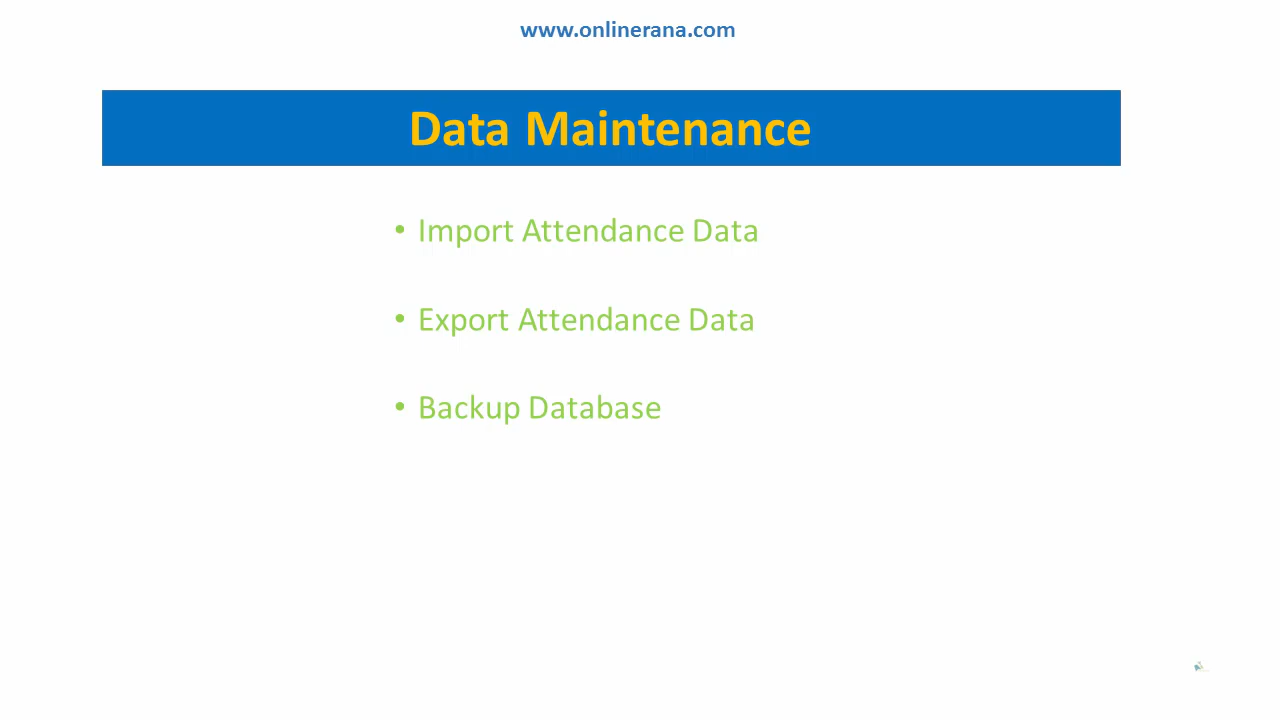 www.onlinerana.com
Data Maintenance
• Import Attendance Data
• Export Attendance Data
• Backup Database